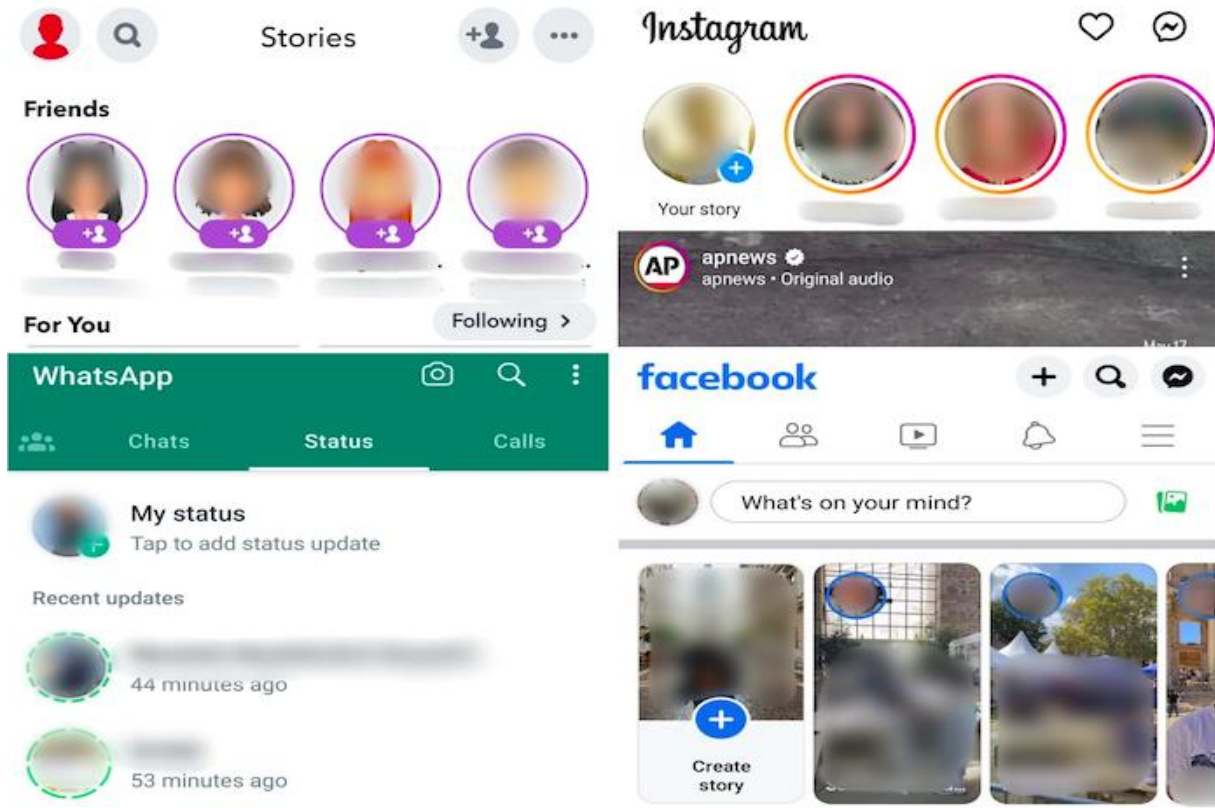 Stories
Friends
For You
Following >
Instagram
Your story
AP
apnews
apnews • Original audio
May 17
WhatsApp
Chats
Status
Calls
My status
Tap to add status update
Recent updates
44 minutes ago
53 minutes ago
facebook
What's on your mind?
Create
story